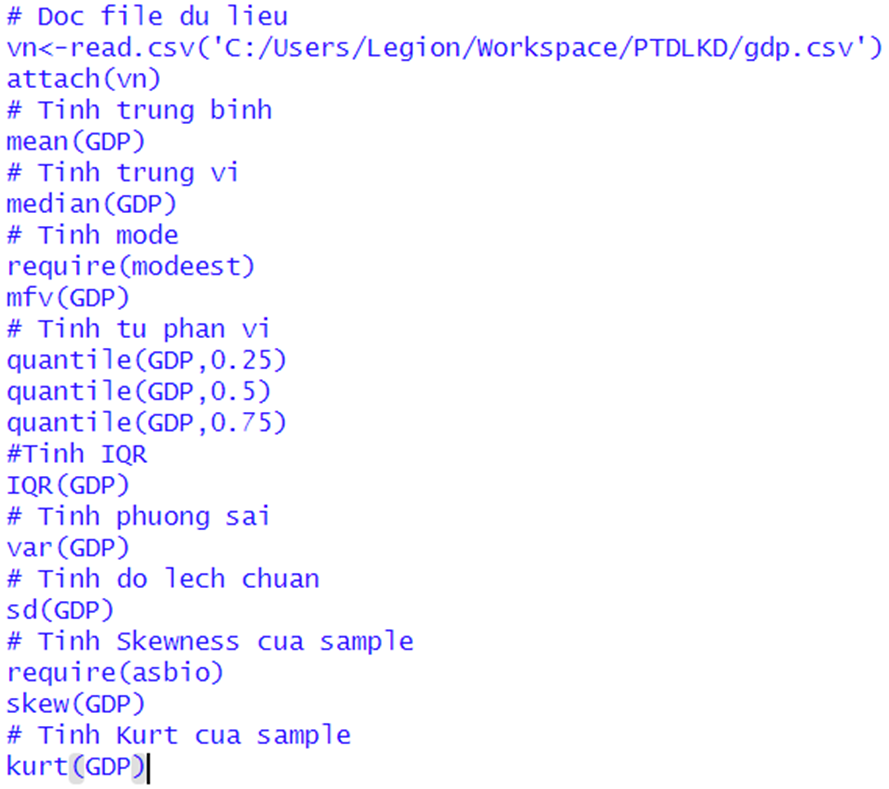 # Doc file du lieu
vn<-read.csv('C:/Users/Legion/Workspace/PTDLKD/gdp.csv')
attach(vn)
# Tinh trung binh
mean(GDP)
# Tinh trung vi
median(GDP)
# Tinh mode
require(modeest)
mfv(GDP)
# Tinh tu phan vi
quantile(GDP,0.25)
quantile(GDP,0.5)
quantile(GDP,0.75)
#Tinh IQR
IQR(GDP)
# Tinh phuong sai
var(GDP)
# Tinh do lech chuan
sd(GDP)
# Tinh Skewness cua sample
require(asbio)
skew(GDP)
# Tinh Kurt cua sample
kurt(GDP)